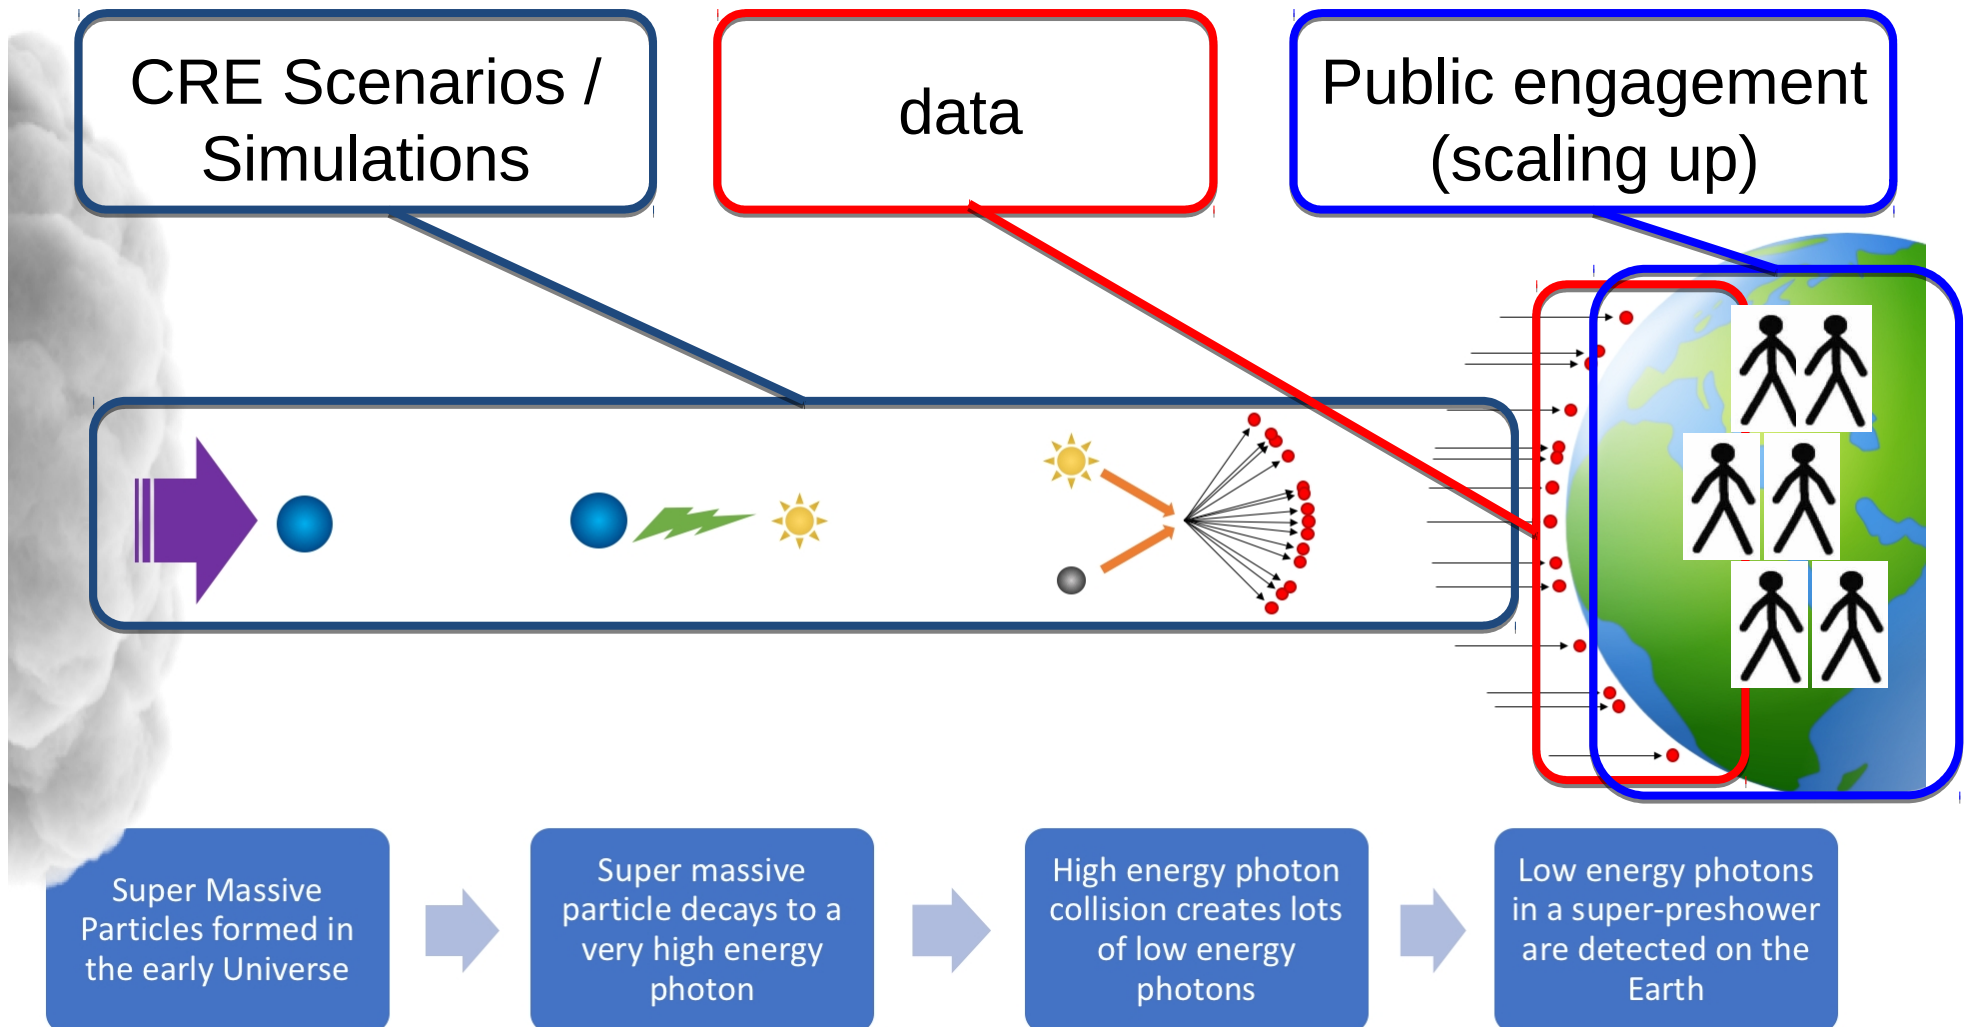 CRE Scenarios /
Simulations
data
Public engagement
(scaling up)
Super Massive
Particles formed in
the early Universe
Super massive
particle decays to a
very high energy
photon
High energy photon
collision creates lots
of low energy
photons
Low energy photons
in a super-preshower
are detected on the
Earth